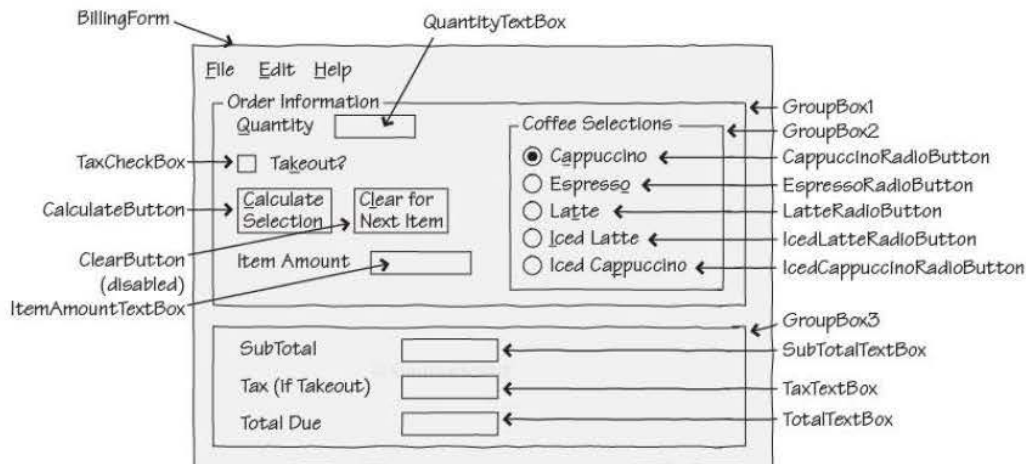 BillingForm
QuantityTextBox
File Edit Help
Order Information
GroupBox1
Quantity
Coffee Selections
GroupBox2
TaxCheckBox
Takeout?
Cappuccino
CappuccinoRadioButton
Espresso
EspressoRadioButton
CalculateButton
Calculate
Selection
Clear for
Next Item
Latte
LatteRadioButton
Iced Latte
IcedLatteRadioButton
ClearButton
(disabled)
Item Amount
Iced Cappuccino
IcedCappuccinoRadioButton
ItemAmountTextBox
GroupBox3
SubTotal
SubTotalTextBox
Tax (If Takeout)
TaxTextBox
Total Due
TotalTextBox